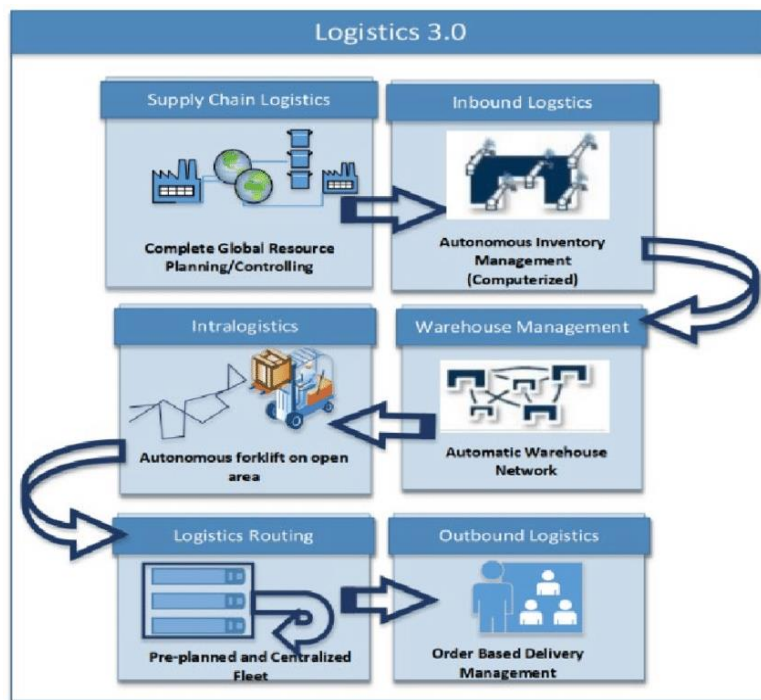 Logistics 3.0
Supply Chain Logistics
Complete Global Resource
Planning/Controlling
Inbound Logstics
Autonomous Inventory
Management
(Computerized)
Warehouse Management
Automatic Warehouse
Network
Intralogistics
Autonomous forklift on open
area
Logistics Routing
Pre-planned and Centralized
Fleet
Outbound Logistics
Order Based Delivery
Management